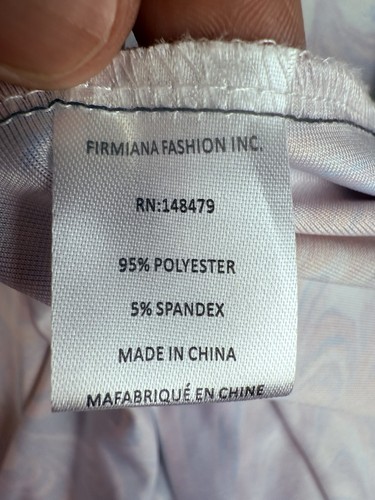 FIRMIANA FASHION INC.
RN:148479
95% POLYESTER
5% SPANDEX
MADE IN CHINA
MAFABRIQUÉ EN CHINE